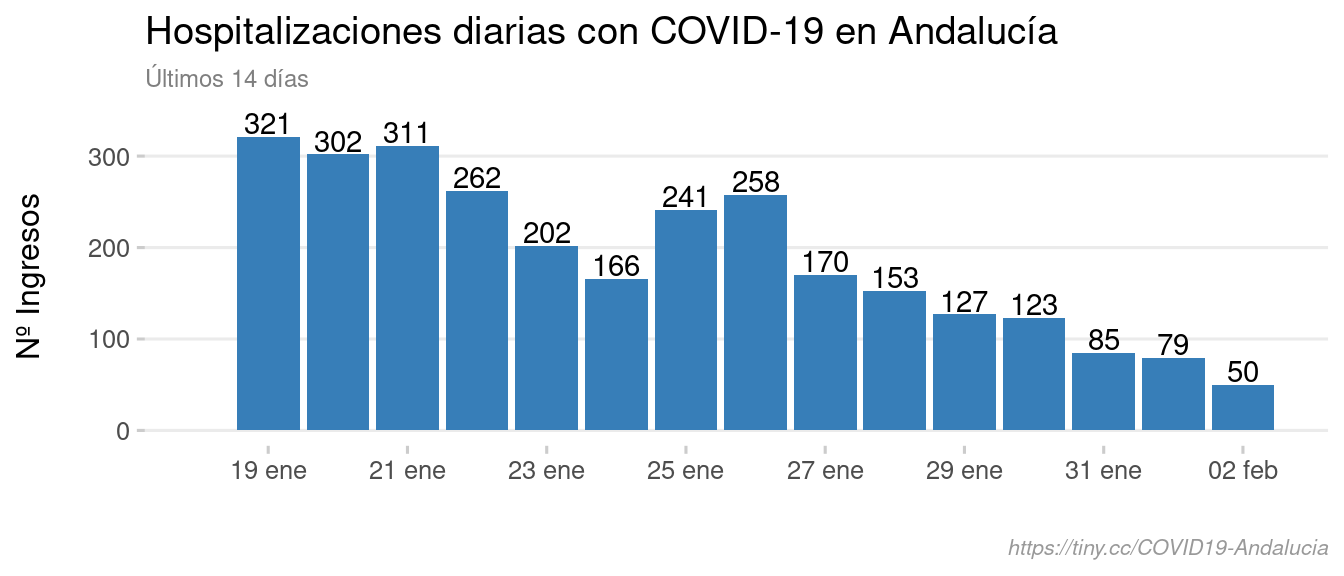 Hospitalizaciones diarias con COVID-19 en Andalucía
Últimos 14 días
Nº Ingresos
300
200
100
0
321
302
311
262
202
166
241
258
170
153
127
123
85
79
50
19 ene
21 ene
23 ene
25 ene
27 ene
29 ene
31 ene
02 feb
https://tiny.cc/COVID19-Andalucia